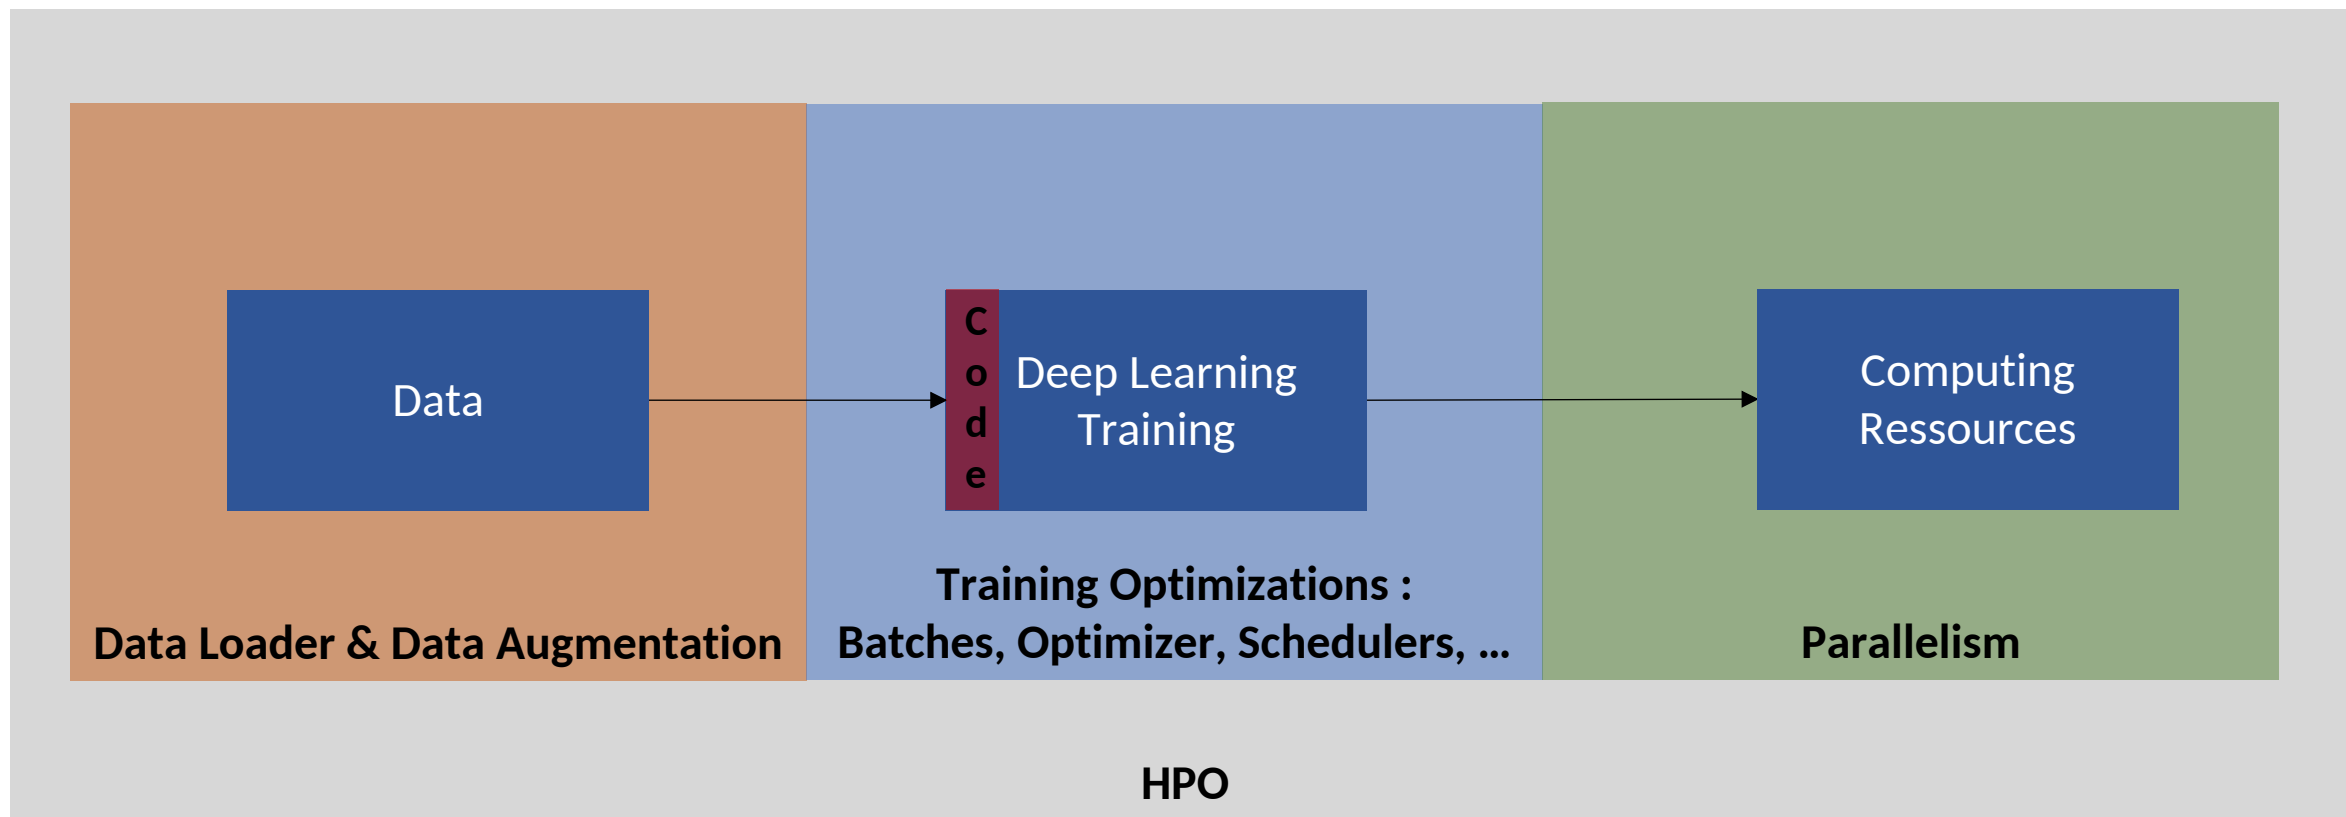 Data
C
o
d
e
Deep Learning
Training
Computing
Ressources
Data Loader & Data Augmentation
Training Optimizations :
Batches, Optimizer, Schedulers, ...
Parallelism
HPO